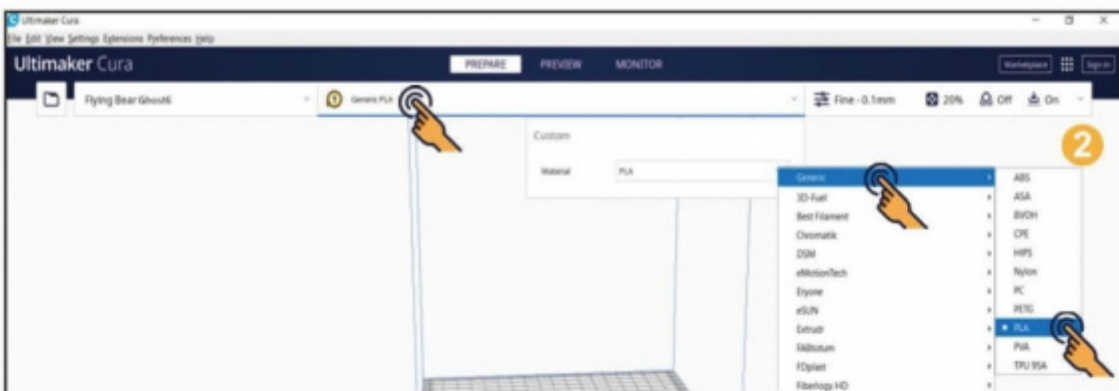 Ultimaker Cura
File Edit View Settings Extensions Preferences Help
Ultimaker Cura PREPARE PREVIEW MONITOR Marketplace Sign in
Flying Bear Ghost6 1 Generic PLA Fine - 0.1mm 20% Off On
2
Custom
Material PLA
Generic ABS
3D-Fuel ASA
Best Filament BVOH
Chromatik CPE
DSM HIPS
eMotionTech Nylon
Eryone PC
eSUN PETG
Extrudr PLA
FABtotum PVA
FDplast TPU 95A
Fiberlogy HD